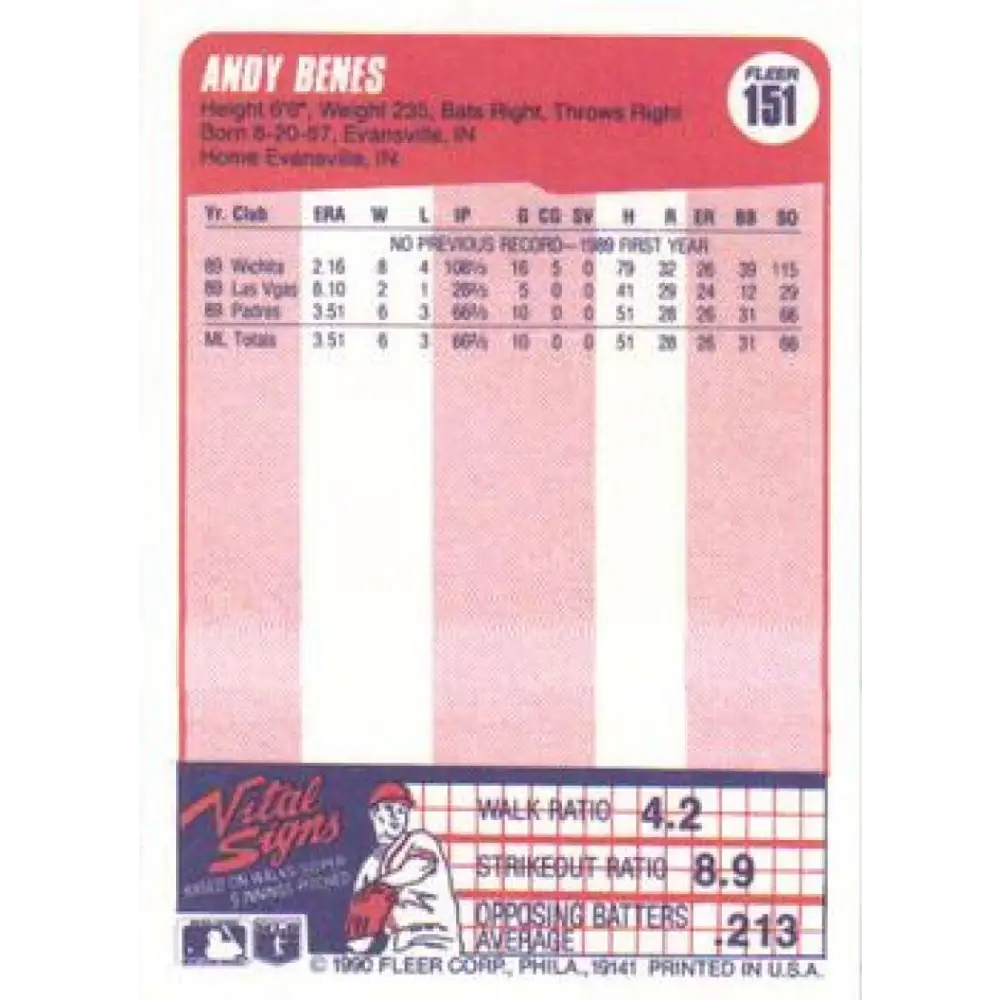 ANDY BENES
FLEER
151
Height 6'6", Weight 235, Bats Right, Throws Right
Born 8-20-67, Evansville, IN
Home Evansville, IN
Yr. Club ERA W L IP G CG SV H R ER BB SO
NO PREVIOUS RECORD—1989 FIRST YEAR
89 Wichita 2.16 8 4 108⅓ 16 5 0 79 32 26 39 115
89 Las Vgas 8.10 2 1 26⅔ 5 0 0 41 29 24 12 29
89 Padres 3.51 6 3 66⅔ 10 0 0 51 28 26 31 66
ML Totals 3.51 6 3 66⅔ 10 0 0 51 28 26 31 66
Vital
Signs
BASED ON WALKS
9 INNINGS PITCHED
WALK RATIO 4.2
STRIKEOUT RATIO 8.9
OPPOSING BATTERS
AVERAGE .213
© 1990 FLEER CORP., PHILA., 19141 PRINTED IN U.S.A.